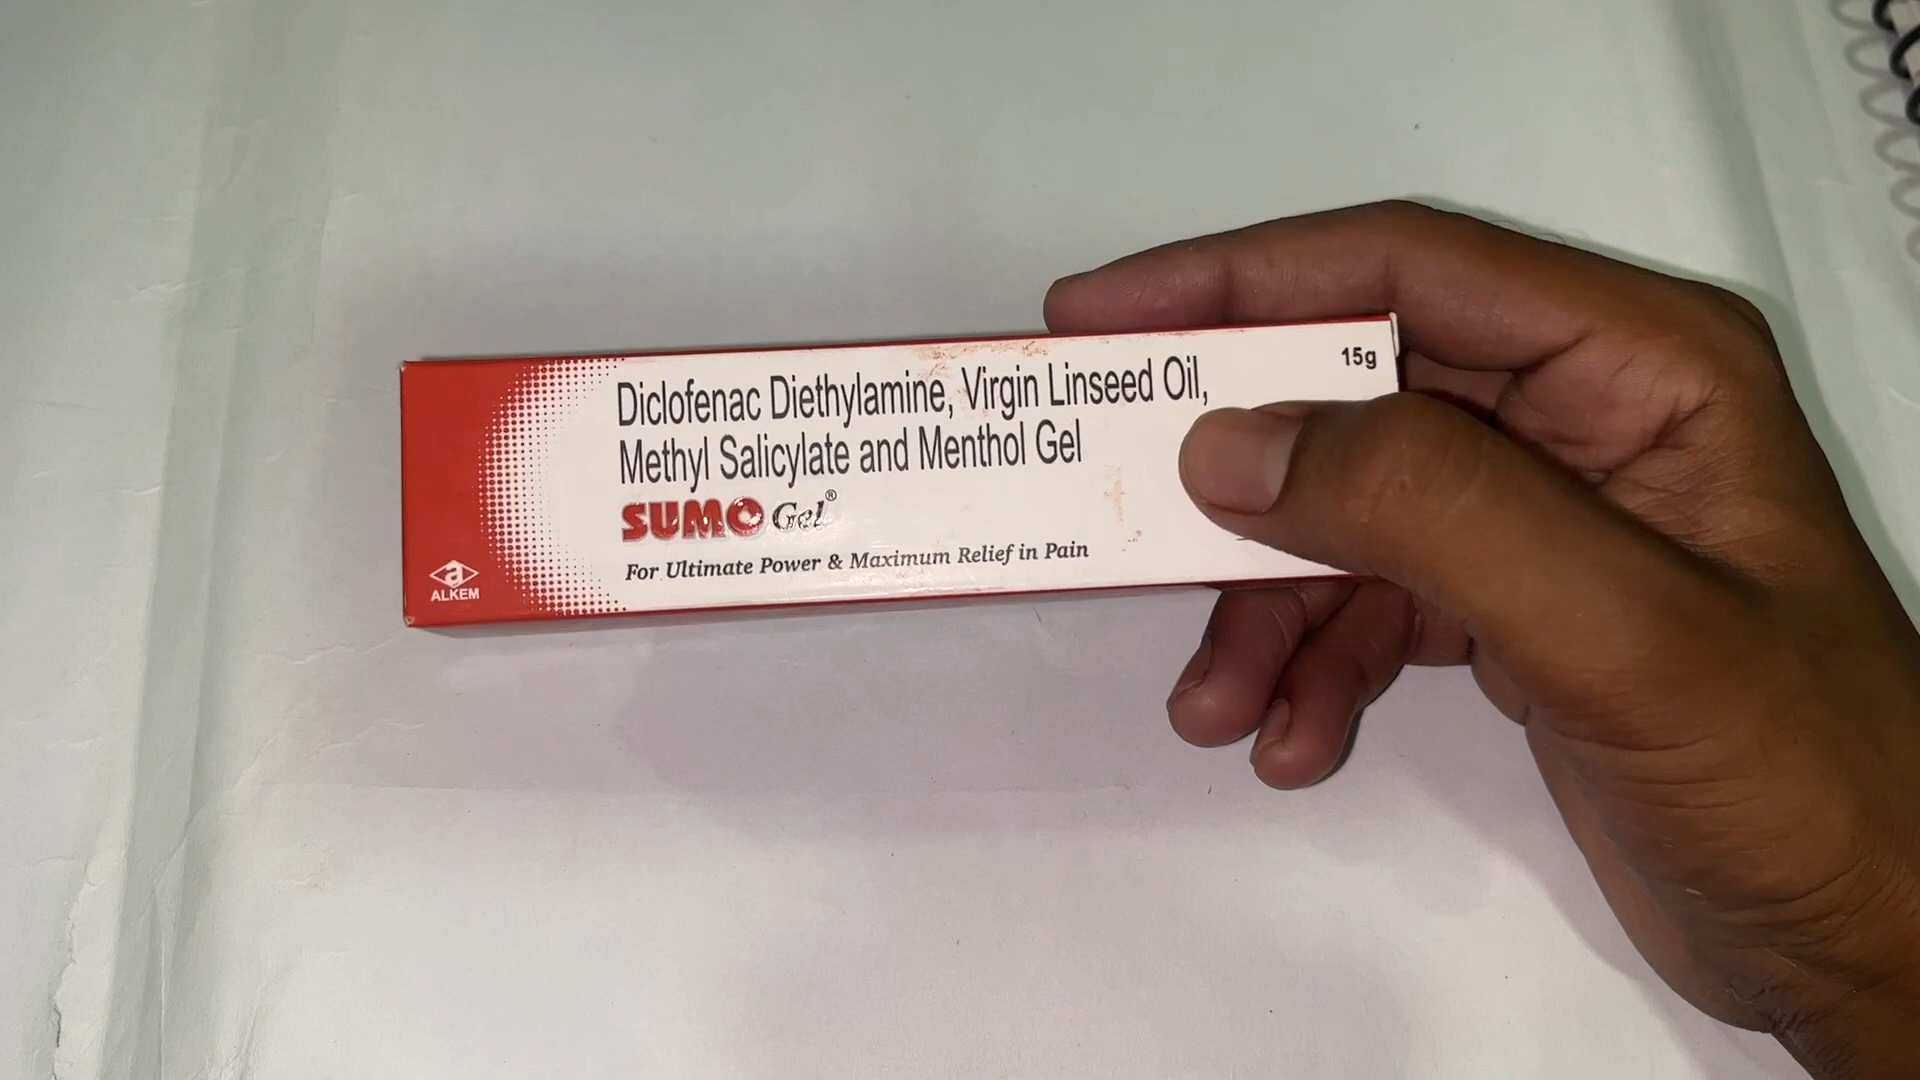 15g
Diclofenac Diethylamine, Virgin Linseed Oil,
Methyl Salicylate and Menthol Gel
SUMO Gel®
For Ultimate Power & Maximum Relief in Pain
a
ALKEM